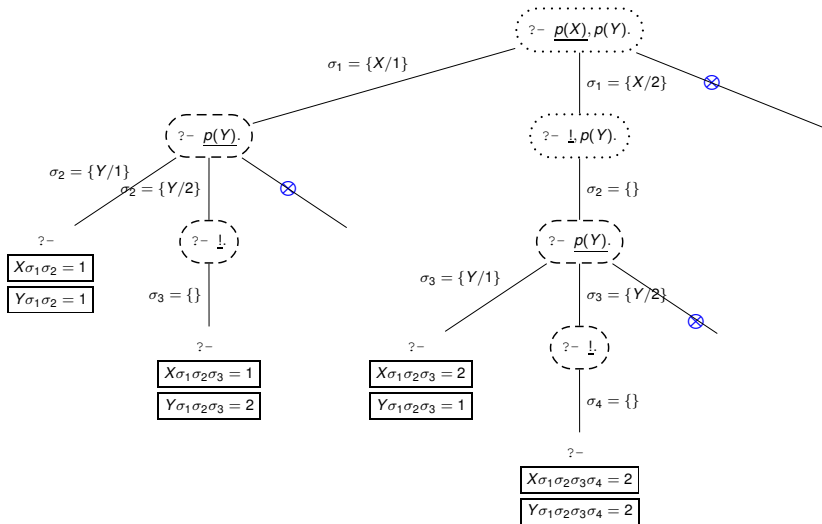 ?– p(X), p(Y).
σ₁ = {X/1}
σ₁ = {X/2}
?– p(Y).
?– !, p(Y).
σ₂ = {Y/1}
σ₂ = {Y/2}
σ₂ = {}
?–
?– !.
?– p(Y).
Xσ₁σ₂ = 1
Yσ₁σ₂ = 1
σ₃ = {}
σ₃ = {Y/1}
σ₃ = {Y/2}
?–
?–
?– !.
Xσ₁σ₂σ₃ = 1
Yσ₁σ₂σ₃ = 2
Xσ₁σ₂σ₃ = 2
Yσ₁σ₂σ₃ = 1
σ₄ = {}
?–
Xσ₁σ₂σ₃σ₄ = 2
Yσ₁σ₂σ₃σ₄ = 2